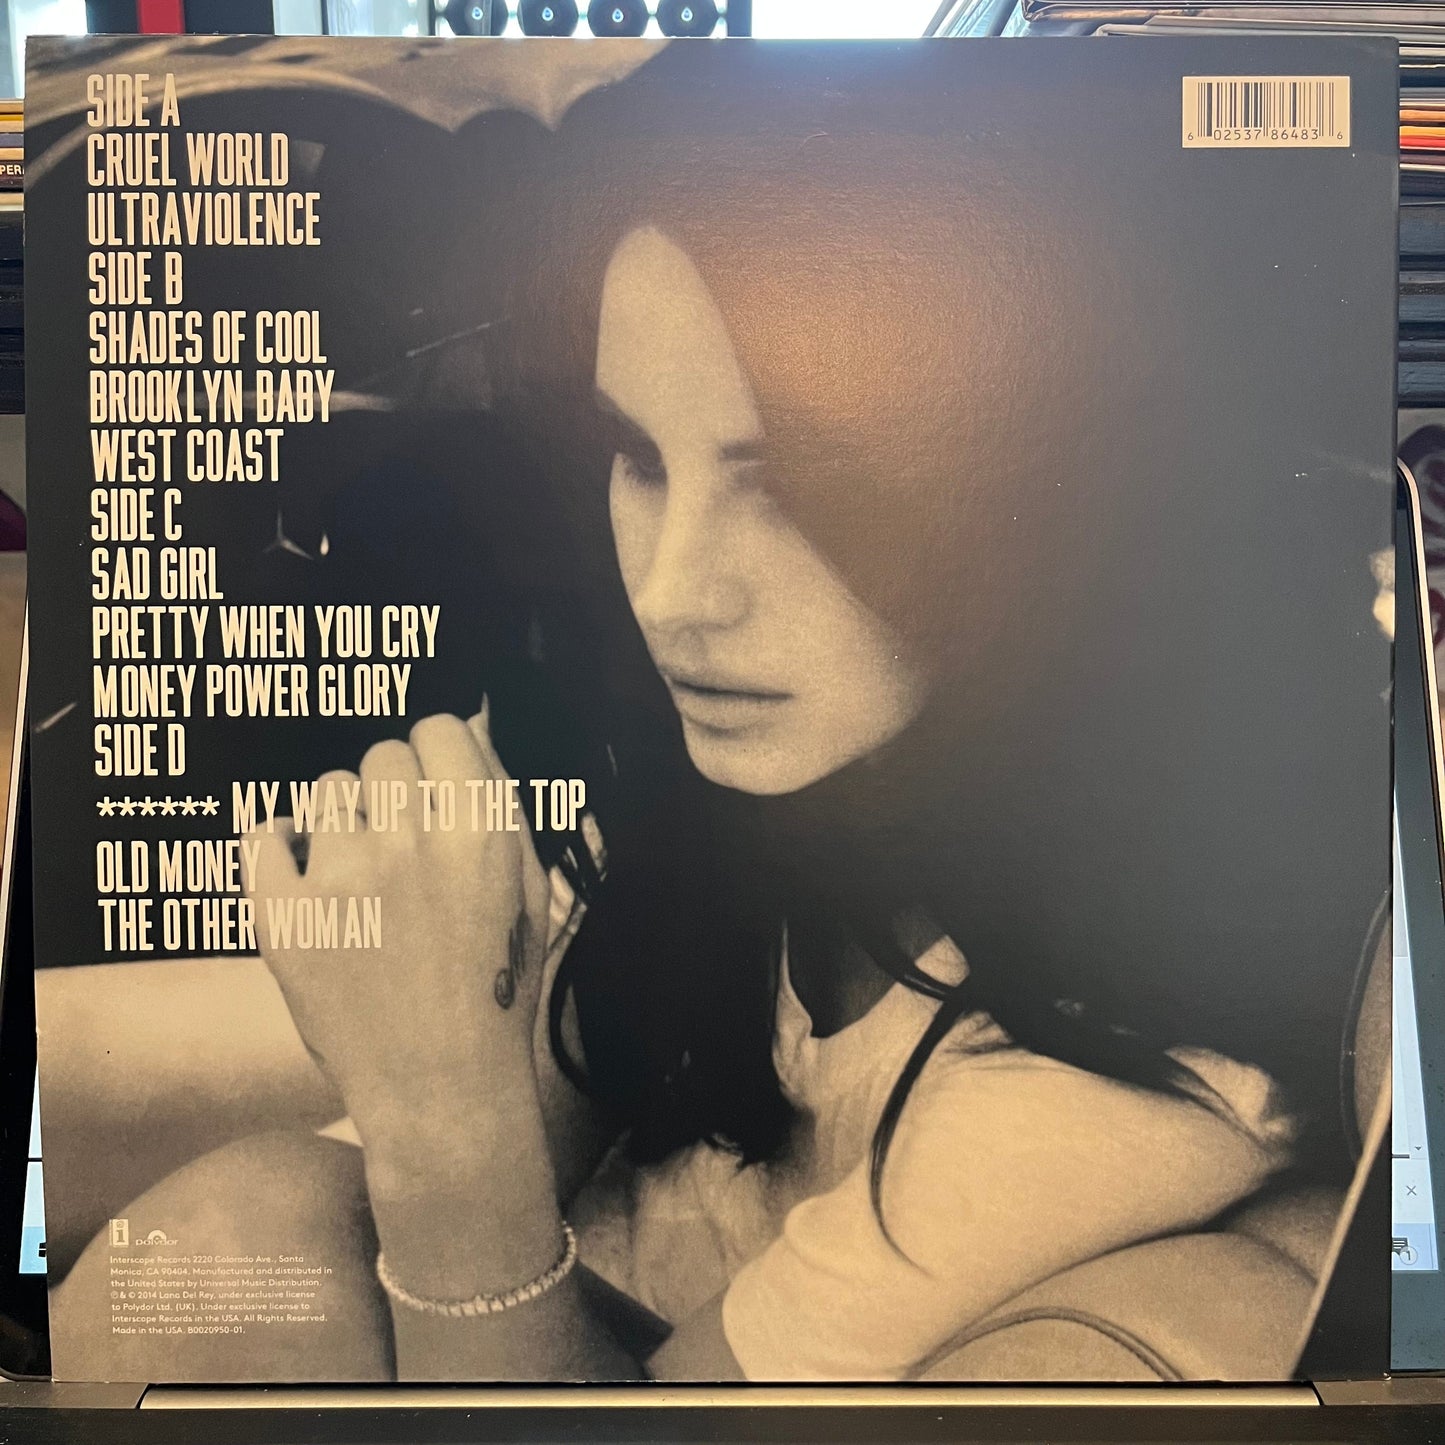 SIDE A
CRUEL WORLD
ULTRAVIOLENCE
SIDE B
SHADES OF COOL
BROOKLYN BABY
WEST COAST
SIDE C
SAD GIRL
PRETTY WHEN YOU CRY
MONEY POWER GLORY
SIDE D
****** MY WAY UP TO THE TOP
OLD MONEY
THE OTHER WOMAN
6 02537 86483 6
PER
i polydor
Interscope Records 2220 Colorado Ave., Santa
Monica, CA 90404. Manufactured and distributed in
the United States by Universal Music Distribution.
℗ & © 2014 Lana Del Rey, under exclusive license
to Polydor Ltd. (UK). Under exclusive license to
Interscope Records in the USA. All Rights Reserved.
Made in the USA. B0020950-01.
1